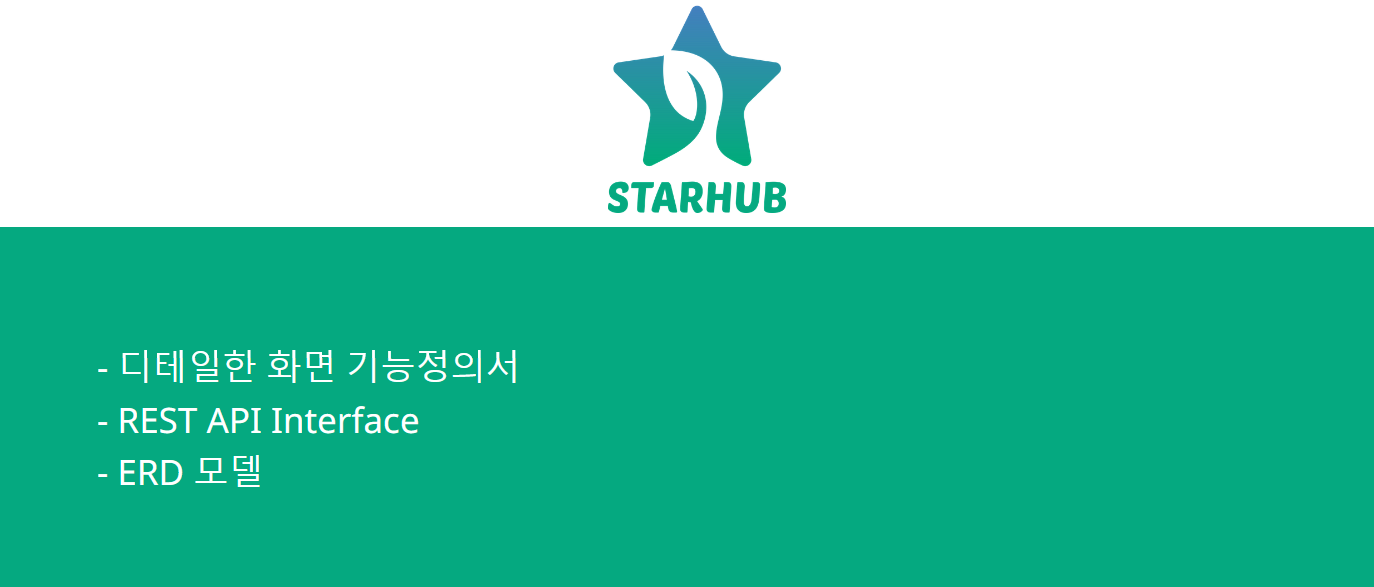 STARHUB
- 디테일한 화면 기능정의서
- REST API Interface
- ERD 모델